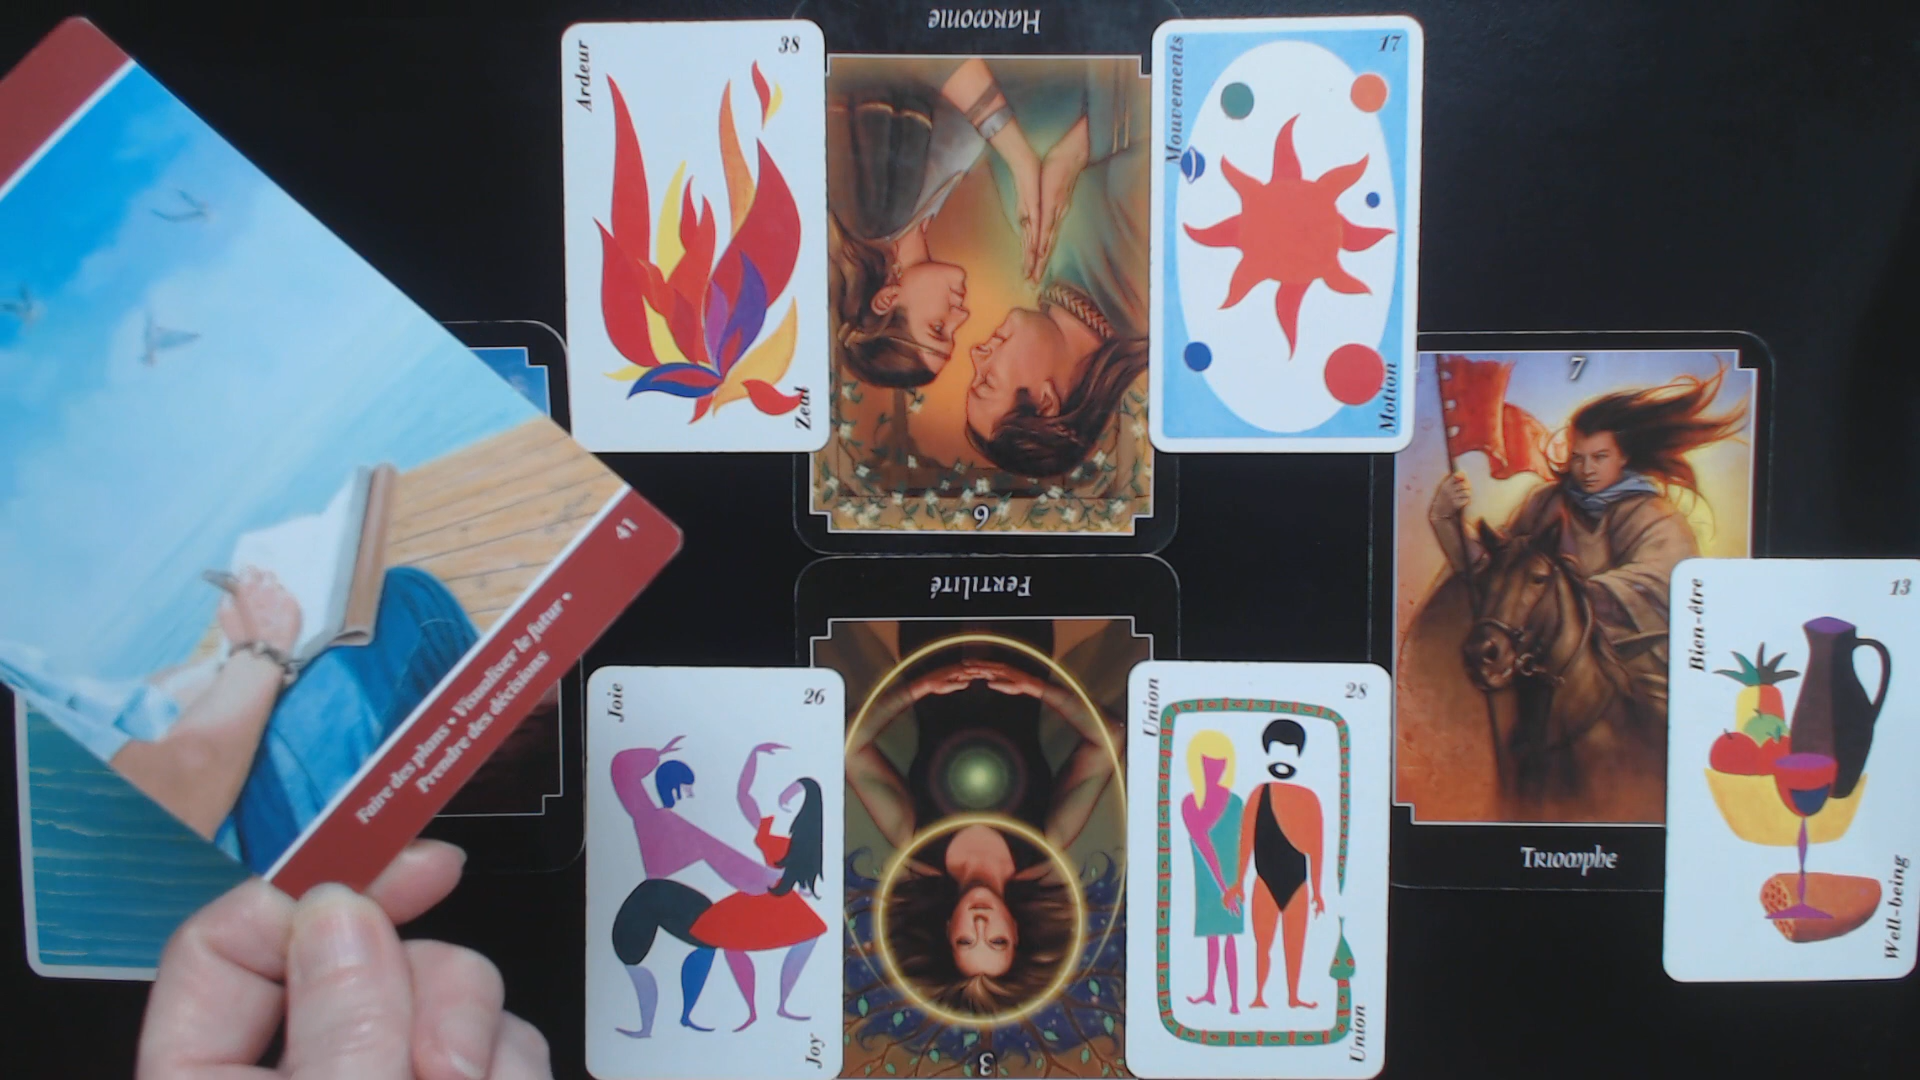 41
Faire des plans • Visualiser le futur •
Prendre des décisions
Ardeur
38
Zeal
Harmonie
6
Mouvements
17
Motion
7
Triomphe
Bien-être
13
Well-being
Fertilité
3
Joie
26
Joy
Union
28
Union